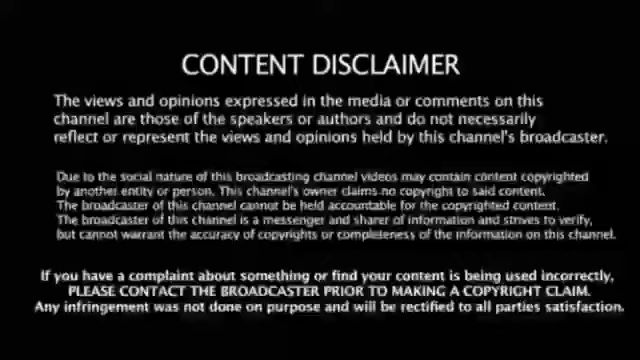 CONTENT DISCLAIMER
The views and opinions expressed in the media or comments on this
channel are those of the speakers or authors and do not necessarily
reflect or represent the views and opinions held by this channel's broadcaster.
Due to the social nature of this broadcasting channel videos may contain content copyrighted
by another entity or person. This channel's owner claims no copyright to said content.
The broadcaster of this channel cannot be held accountable for the copyrighted content.
The broadcaster of this channel is a messenger and sharer of information and strives to verify,
but cannot warrant the accuracy of copyrights or completeness of the information on this channel.
If you have a complaint about something or find your content is being used incorrectly,
PLEASE CONTACT THE BROADCASTER PRIOR TO MAKING A COPYRIGHT CLAIM.
Any infringement was not done on purpose and will be rectified to all parties satisfaction.